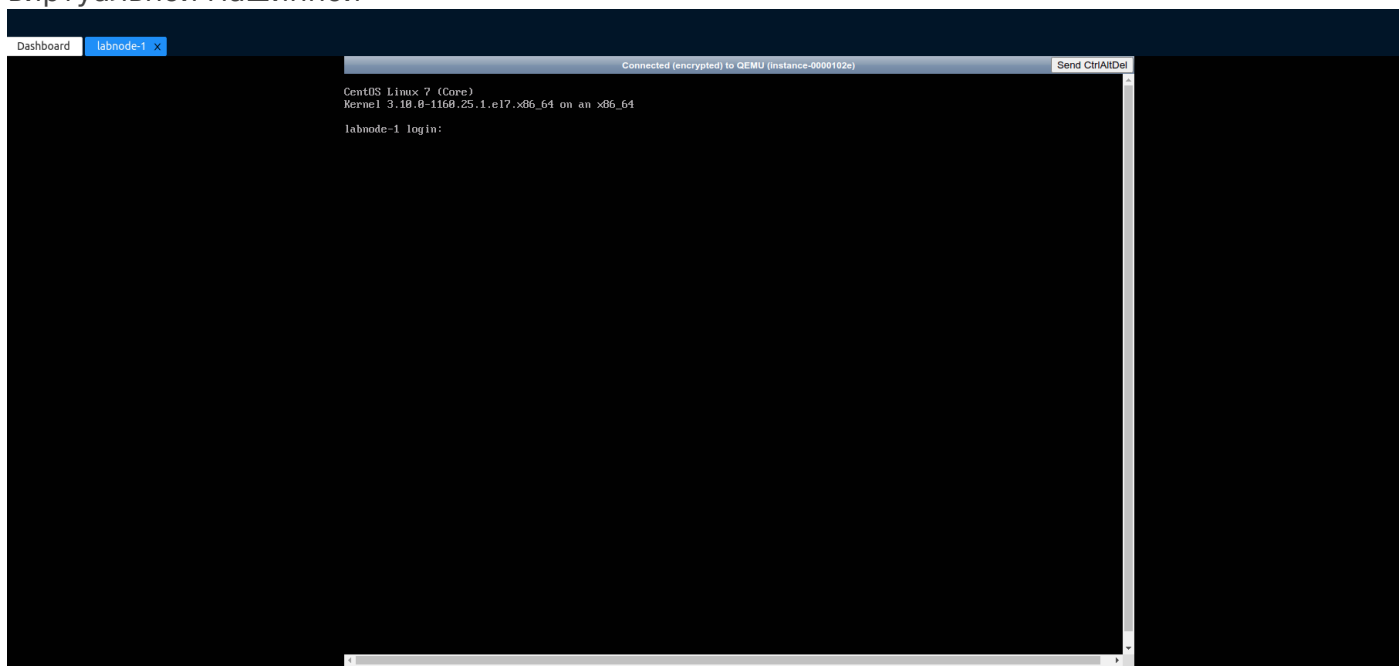 Dashboard labnode-1 x
Connected (encrypted) to QEMU (instance-0000102e) Send CtrlAltDel
CentOS Linux 7 (Core)
Kernel 3.10.0-1160.25.1.el7.x86_64 on an x86_64
labnode-1 login: